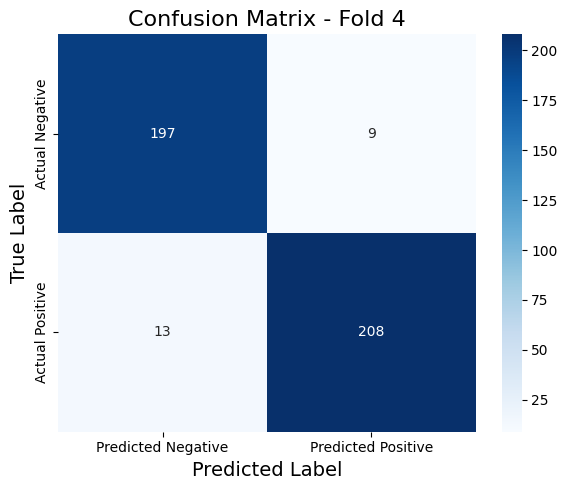 Confusion Matrix - Fold 4
True Label
Actual Negative
197
9
Actual Positive
13
208
Predicted Negative
Predicted Positive
Predicted Label
200
175
150
125
100
75
50
25